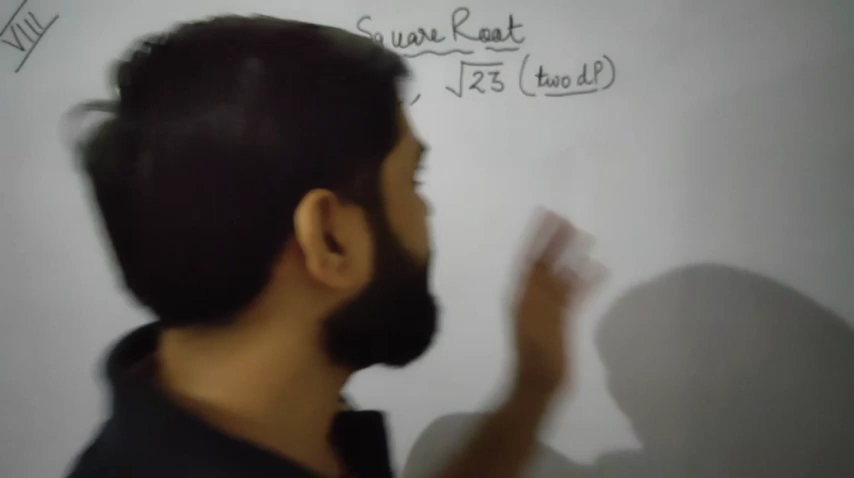 VIII
Square Root
, √23 (two dP)